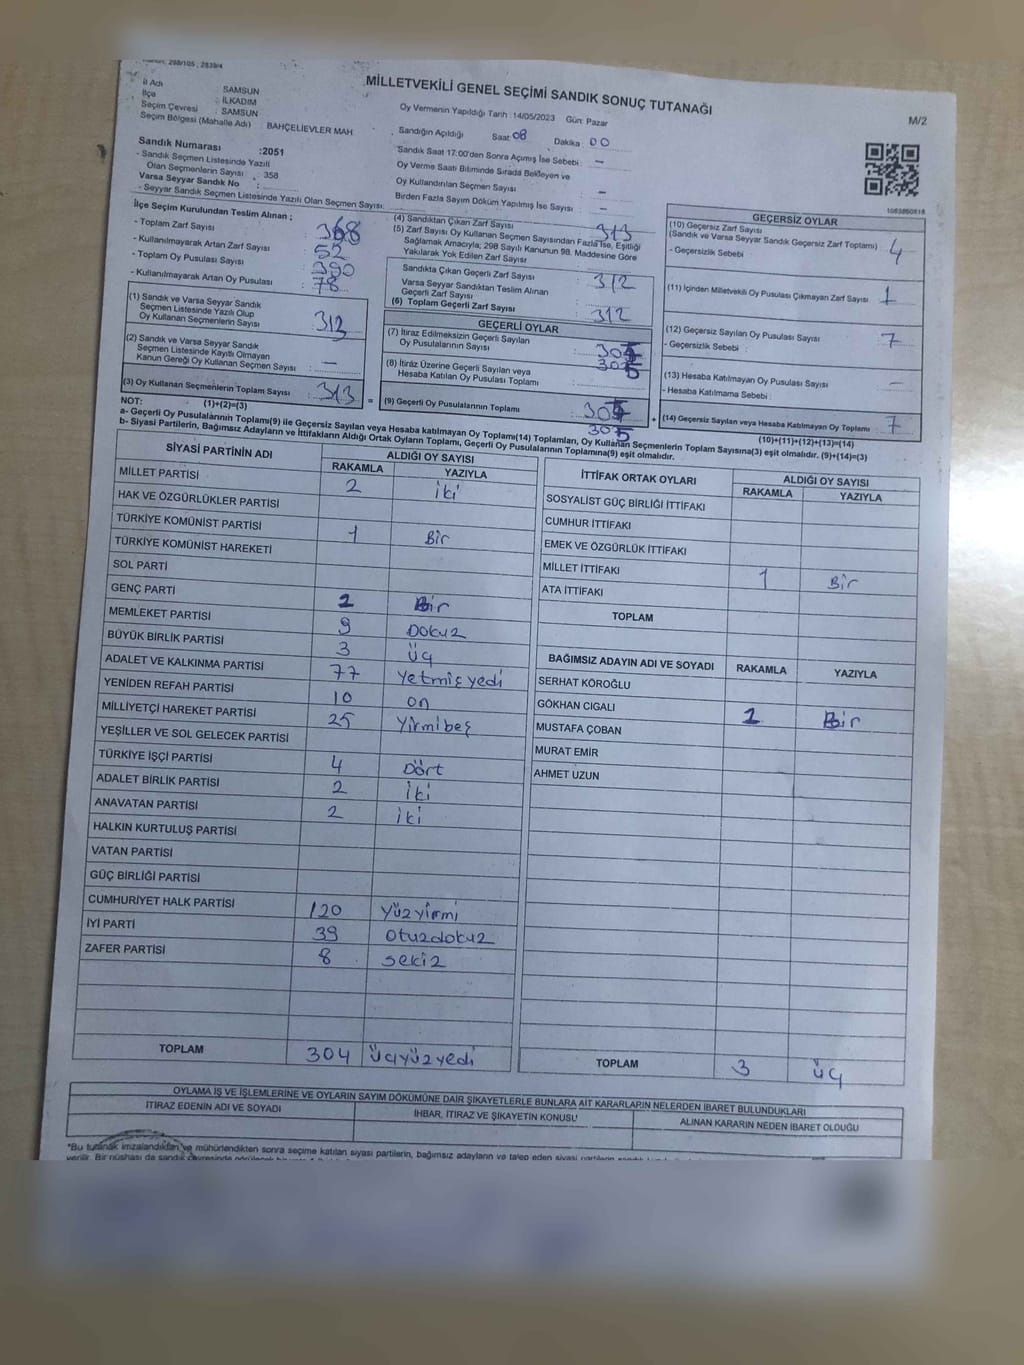 MİLLETVEKİLİ GENEL SEÇİMİ SANDIK SONUÇ TUTANAĞI
M/2
İl Adı : SAMSUN
İlçe : İLKADIM
Seçim Çevresi : SAMSUN
Seçim Bölgesi (Mahalle Adı) : BAHÇELİEVLER MAH
Oy Vermenin Yapıldığı Tarih : 14/05/2023 Gün: Pazar
Sandığın Açıldığı Saat 08 Dakika 00
Sandık Saat 17:00'den Sonra Açımış İse Sebebi : –
Oy Verme Saati Bitiminde Sırada Bekleyen ve
Oy Kullandırılan Seçmen Sayısı –
Birden Fazla Sayım Döküm Yapılmış İse Sayısı : –
Sandık Numarası :2051
- Sandık Seçmen Listesinde Yazılı
Olan Seçmenlerin Sayısı : 358
Varsa Seyyar Sandık No :
- Seyyar Sandık Seçmen Listesinde Yazılı Olan Seçmen Sayısı:
İlçe Seçim Kurulundan Teslim Alınan ;
- Toplam Zarf Sayısı : 368
- Kullanılmayarak Artan Zarf Sayısı : 52
- Toplam Oy Pusulası Sayısı : 390
- Kullanılmayarak Artan Oy Pusulası : 78
(1) Sandık ve Varsa Seyyar Sandık
Seçmen Listesinde Yazılı Olup
Oy Kullanan Seçmenlerin Sayısı : 313
(2) Sandık ve Varsa Seyyar Sandık
Seçmen Listesinde Kayıtlı Olmayan
Kanun Gereği Oy Kullanan Seçmen Sayısı : –
(3) Oy Kullanan Seçmenlerin Toplam Sayısı : 313
(1)+(2)=(3)
(4) Sandıktan Çıkan Zarf Sayısı : 313
(5) Zarf Sayısı Oy Kullanan Seçmen Sayısından Fazla İse, Eşitliği
Sağlamak Amacıyla, 298 Sayılı Kanunun 98. Maddesine Göre
Yakılarak Yok Edilen Zarf Sayısı :
Sandıkta Çıkan Geçerli Zarf Sayısı : 312
Varsa Seyyar Sandıktan Teslim Alınan
Geçerli Zarf Sayısı :
(6) Toplam Geçerli Zarf Sayısı : 312
GEÇERLİ OYLAR
(7) İtiraz Edilmeksizin Geçerli Sayılan
Oy Pusulalarının Sayısı : 305
(8) İtiraz Üzerine Geçerli Sayılan veya
Hesaba Katılan Oy Pusulası Toplamı :
(9) Geçerli Oy Pusulalarının Toplamı : 305
GEÇERSİZ OYLAR
(10) Geçersiz Zarf Sayısı
(Sandık ve Varsa Seyyar Sandık Geçersiz Zarf Toplamı) : 4
- Geçersizlik Sebebi :
(11) İçinden Milletvekili Oy Pusulası Çıkmayan Zarf Sayısı : 1
(12) Geçersiz Sayılan Oy Pusulası Sayısı : 7
- Geçersizlik Sebebi :
(13) Hesaba Katılmayan Oy Pusulası Sayısı –
- Hesaba Katılmama Sebebi :
(14) Geçersiz Sayılan veya Hesaba Katılmayan Oy Toplamı : 7
(10)+(11)+(12)+(13)=(14)
NOT:
a- Geçerli Oy Pusulalarının Toplamı(9) ile Geçersiz Sayılan veya Hesaba Katılmayan Oy Toplamı(14) Toplamları, Oy Kullanan Seçmenlerin Toplam Sayısına(3) eşit olmalıdır. (9)+(14)=(3)
b- Siyasi Partilerin, Bağımsız Adayların ve İttifakların Aldığı Ortak Oyların Toplamı, Geçerli Oy Pusulalarının Toplamına(9) eşit olmalıdır.
SİYASİ PARTİNİN ADI ALDIĞI OY SAYISI
RAKAMLA YAZIYLA
MİLLET PARTİSİ 2 iki
HAK VE ÖZGÜRLÜKLER PARTİSİ
TÜRKİYE KOMÜNİST PARTİSİ 1 Bir
TÜRKİYE KOMÜNİST HAREKETİ
SOL PARTİ
GENÇ PARTİ 1 Bir
MEMLEKET PARTİSİ 9 Dokuz
BÜYÜK BİRLİK PARTİSİ 3 üç
ADALET VE KALKINMA PARTİSİ 77 yetmiş yedi
YENİDEN REFAH PARTİSİ 10 on
MİLLİYETÇİ HAREKET PARTİSİ 25 Yirmibeş
YEŞİLLER VE SOL GELECEK PARTİSİ
TÜRKİYE İŞÇİ PARTİSİ 4 Dört
ADALET BİRLİK PARTİSİ 2 iki
ANAVATAN PARTİSİ 2 iki
HALKIN KURTULUŞ PARTİSİ
VATAN PARTİSİ
GÜÇ BİRLİĞİ PARTİSİ
CUMHURİYET HALK PARTİSİ 120 yüz yirmi
İYİ PARTİ 39 otuzdokuz
ZAFER PARTİSİ 8 sekiz
TOPLAM 304 üçyüz yedi
İTTİFAK ORTAK OYLARI ALDIĞI OY SAYISI
RAKAMLA YAZIYLA
SOSYALİST GÜÇ BİRLİĞİ İTTİFAKI
CUMHUR İTTİFAKI
EMEK VE ÖZGÜRLÜK İTTİFAKI
MİLLET İTTİFAKI 1 Bir
ATA İTTİFAKI
TOPLAM
BAĞIMSIZ ADAYIN ADI VE SOYADI RAKAMLA YAZIYLA
SERHAT KÖROĞLU
GÖKHAN CIGALI 1 Bir
MUSTAFA ÇOBAN
MURAT EMİR
AHMET UZUN
TOPLAM 3 üç
OYLAMA İŞ VE İŞLEMLERİNE VE OYLARIN SAYIM DÖKÜMÜNE DAİR ŞİKAYETLERLE BUNLARA AİT KARARLARIN NELERDEN İBARET BULUNDUKLARI
İTİRAZ EDENİN ADI VE SOYADI İHBAR, İTİRAZ VE ŞİKAYETİN KONUSU ALINAN KARARIN NEDEN İBARET OLDUĞU
*Bu tutanak imzalandıktan ve mühürlendikten sonra seçime katılan siyasi partilerin, bağımsız adayların ve talep eden siyasi partilerin